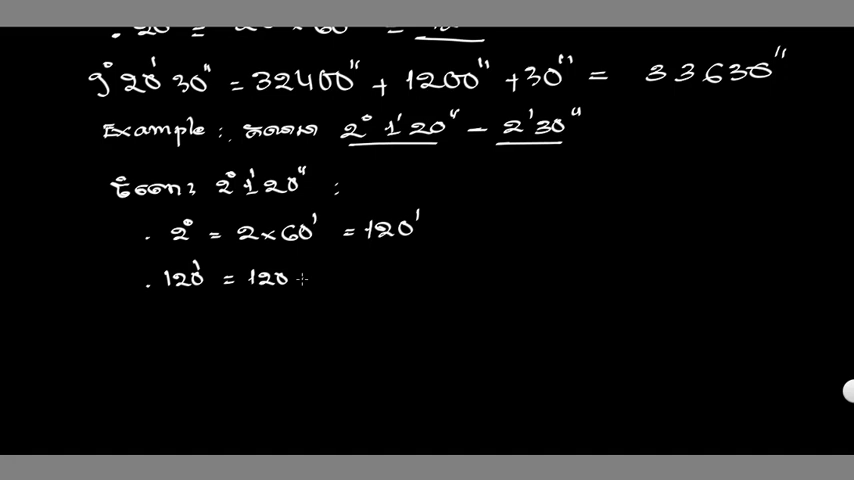 9° 20' 30" = 32400" + 1200" + 30" = 33630"
Example : 2° 1' 20" - 2' 30"
2° 1' 20" :
. 2° = 2 × 60' = 120'
. 120' = 120